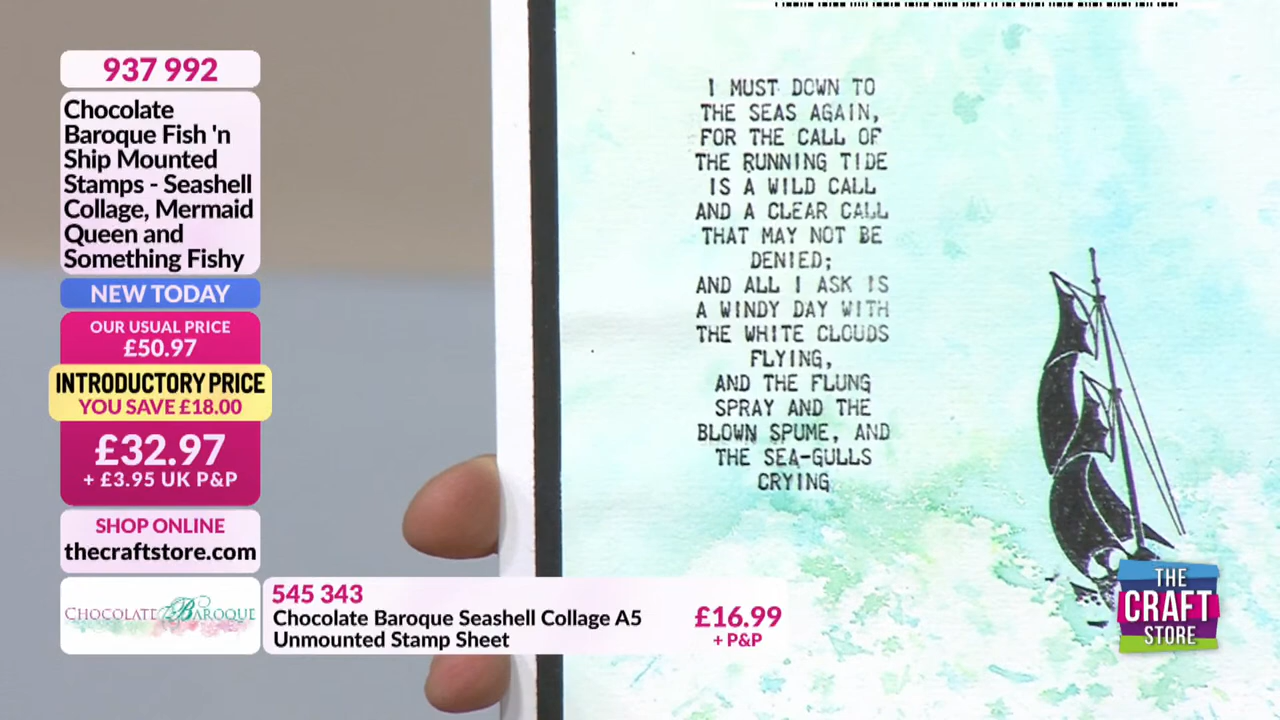 937 992
Chocolate
Baroque Fish 'n
Ship Mounted
Stamps - Seashell
Collage, Mermaid
Queen and
Something Fishy
NEW TODAY
OUR USUAL PRICE
£50.97
INTRODUCTORY PRICE
YOU SAVE £18.00
£32.97
+ £3.95 UK P&P
SHOP ONLINE
thecraftstore.com
CHOCOLATE BAROQUE
545 343
Chocolate Baroque Seashell Collage A5
Unmounted Stamp Sheet
£16.99
+ P&P
I MUST DOWN TO
THE SEAS AGAIN,
FOR THE CALL OF
THE RUNNING TIDE
IS A WILD CALL
AND A CLEAR CALL
THAT MAY NOT BE
DENIED;
AND ALL I ASK IS
A WINDY DAY WITH
THE WHITE CLOUDS
FLYING,
AND THE FLUNG
SPRAY AND THE
BLOWN SPUME, AND
THE SEA-GULLS
CRYING
THE
CRAFT
STORE